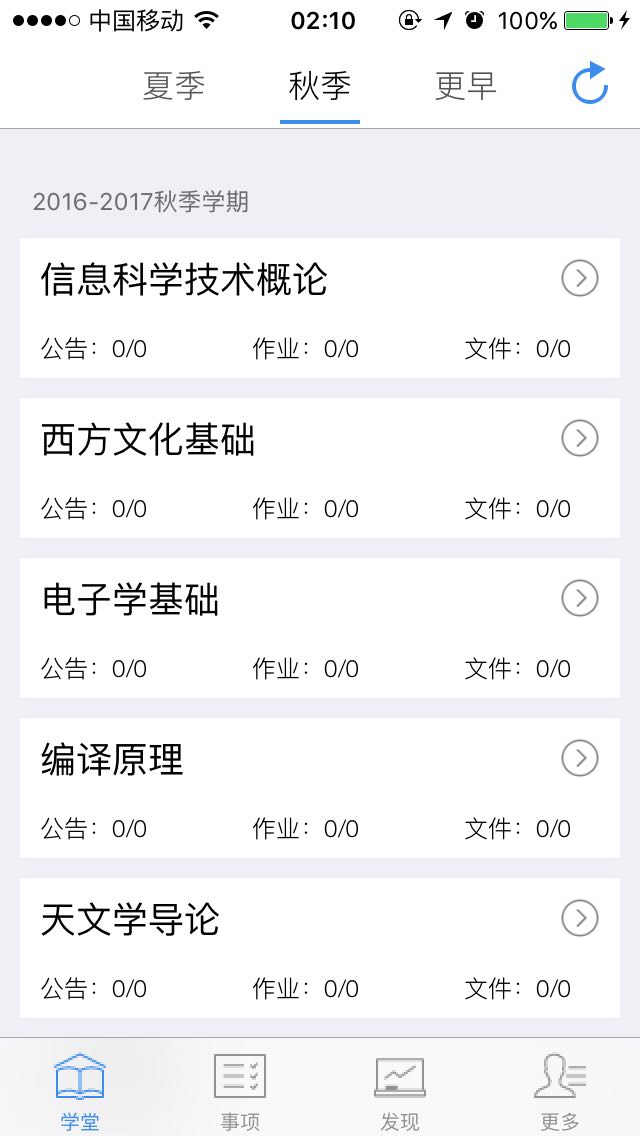 中国移动 02:10 100%
夏季 秋季 更早
2016-2017秋季学期
信息科学技术概论
公告：0/0 作业：0/0 文件：0/0
西方文化基础
公告：0/0 作业：0/0 文件：0/0
电子学基础
公告：0/0 作业：0/0 文件：0/0
编译原理
公告：0/0 作业：0/0 文件：0/0
天文学导论
公告：0/0 作业：0/0 文件：0/0
学堂 事项 发现 更多